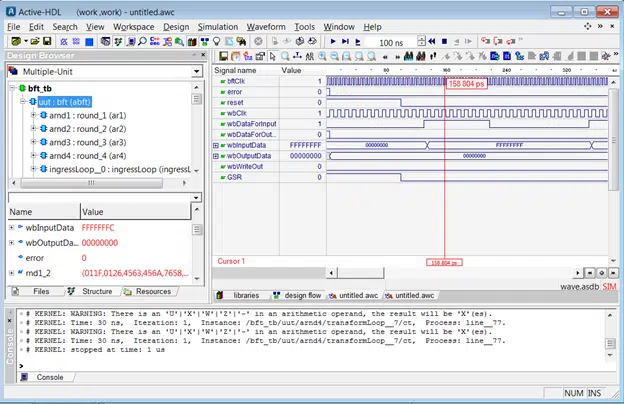 Active-HDL (work ,work) - untitled.awc
File Edit Search View Workspace Design Simulation Waveform Tools Window Help
100 ns
Design Browser
Multiple-Unit
bft_tb
uut : bft (abft)
arnd1 : round_1 (ar1)
arnd2 : round_2 (ar2)
arnd3 : round_3 (ar3)
arnd4 : round_4 (ar4)
ingressLoop__0 : ingressLoop (ingressLoop)
Name Value
wbInputData FFFFFFFC
wbOutputDa... 00000000
error 0
rnd1_2 (011F,0126,4563,456A,7658,...
Files Structure Resources
Signal name Value
80 160 240 320
bftClk 1
158 804 ps
error 0
reset 0
wbClk 1
wbDataForInput 1
wbDataForOut... 0
wbInputData FFFFFFFF 00000000 FFFFFFFF
wbOutputData 00000000 00000000
wbWriteOut 0
GSR 0
Cursor 1
158 804 ps
wave.asdb SIM
libraries design flow untitled.awc untitled.awc
# KERNEL: WARNING: There is an 'U'|'X'|'W'|'Z'|'-' in an arithmetic operand, the result will be 'X'(es).
# KERNEL: Time: 30 ns, Iteration: 1, Instance: /bft_tb/uut/arnd4/transformLoop__7/ct, Process: line__77.
# KERNEL: WARNING: There is an 'U'|'X'|'W'|'Z'|'-' in an arithmetic operand, the result will be 'X'(es).
# KERNEL: Time: 30 ns, Iteration: 1, Instance: /bft_tb/uut/arnd4/transformLoop__7/ct, Process: line__77.
# KERNEL: stopped at time: 1 us
>
Console
Console
NUM INS